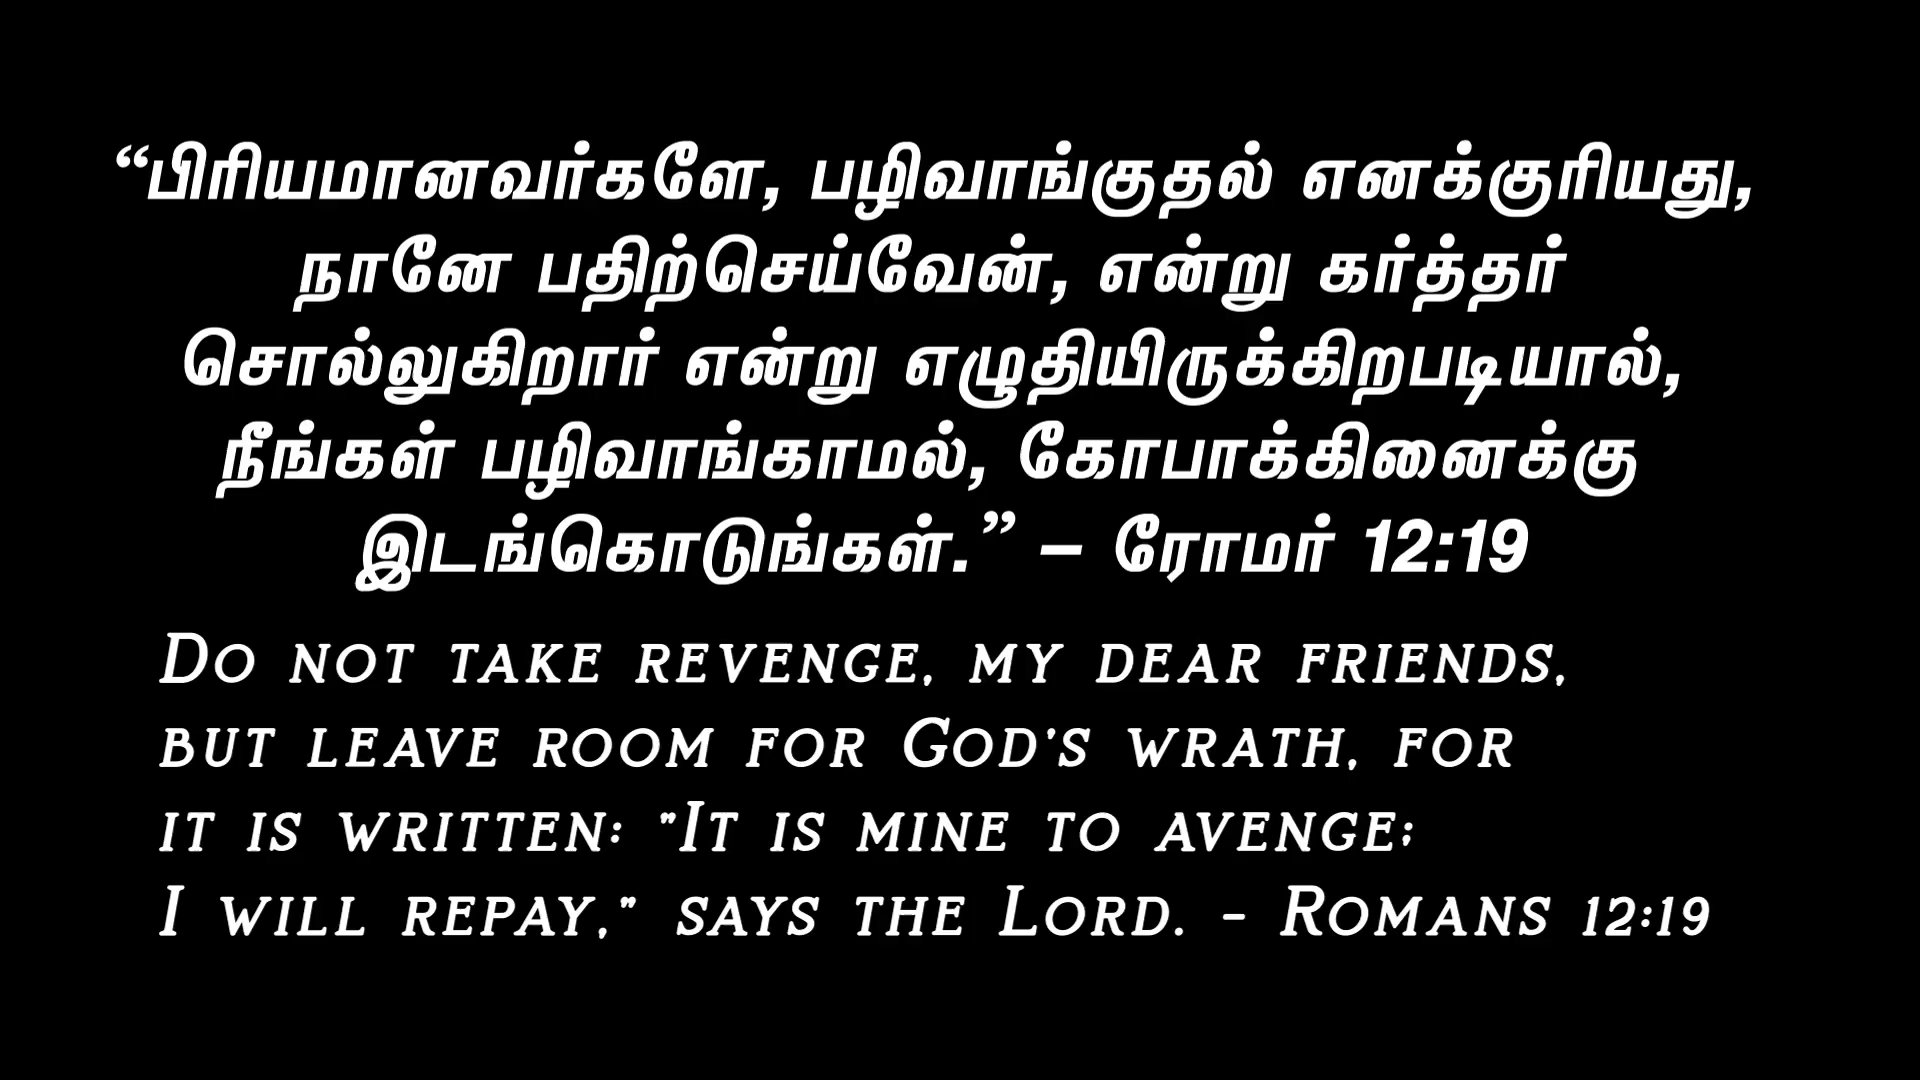 “பிரியமானவர்களே, பழிவாங்குதல் எனக்குரியது,
நானே பதிற்செய்வேன், என்று கர்த்தர்
சொல்லுகிறார் என்று எழுதியிருக்கிறபடியால்,
நீங்கள் பழிவாங்காமல், கோபாக்கினைக்கு
இடங்கொடுங்கள்.” – ரோமர் 12:19
Do not take revenge, my dear friends,
but leave room for God's wrath, for
it is written: "It is mine to avenge;
I will repay," says the Lord. - Romans 12:19